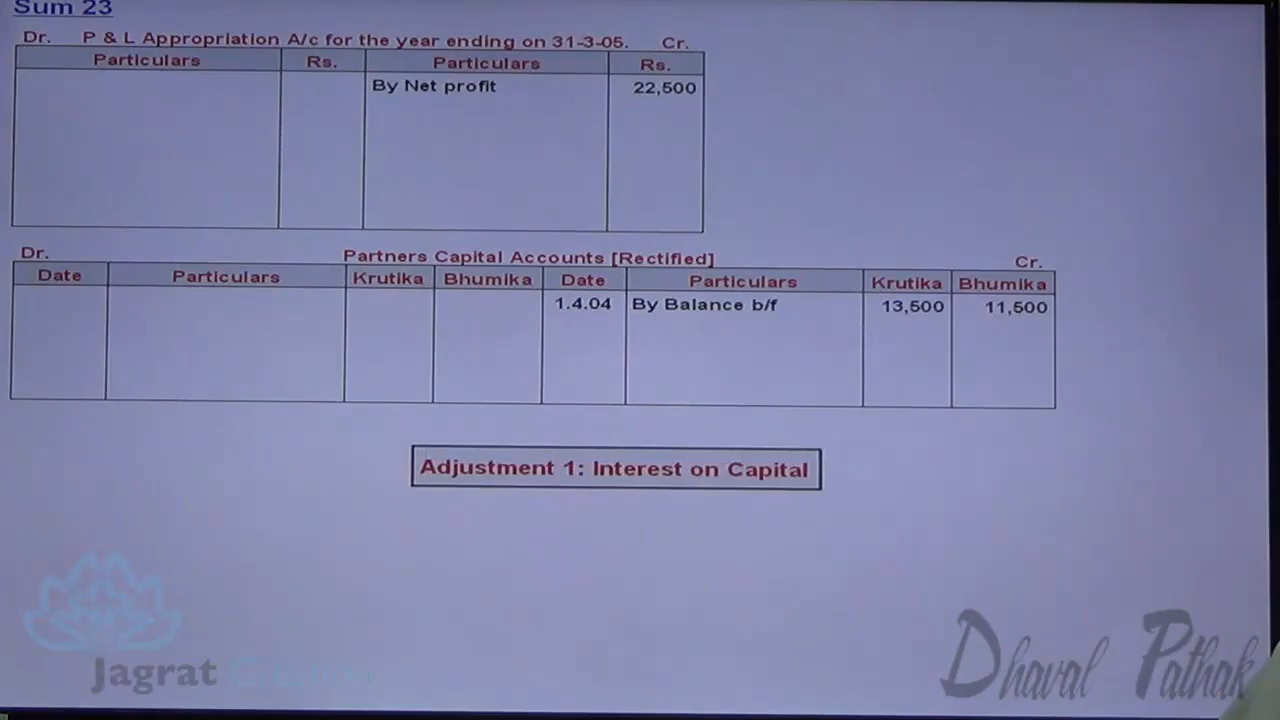 Sum 23
Dr. P & L Appropriation A/c for the year ending on 31-3-05. Cr.
Particulars Rs. Particulars Rs.
By Net profit 22,500
Dr. Partners Capital Accounts [Rectified] Cr.
Date Particulars Krutika Bhumika Date Particulars Krutika Bhumika
1.4.04 By Balance b/f 13,500 11,500
Adjustment 1: Interest on Capital
Jagrat
Dhaval Pathak